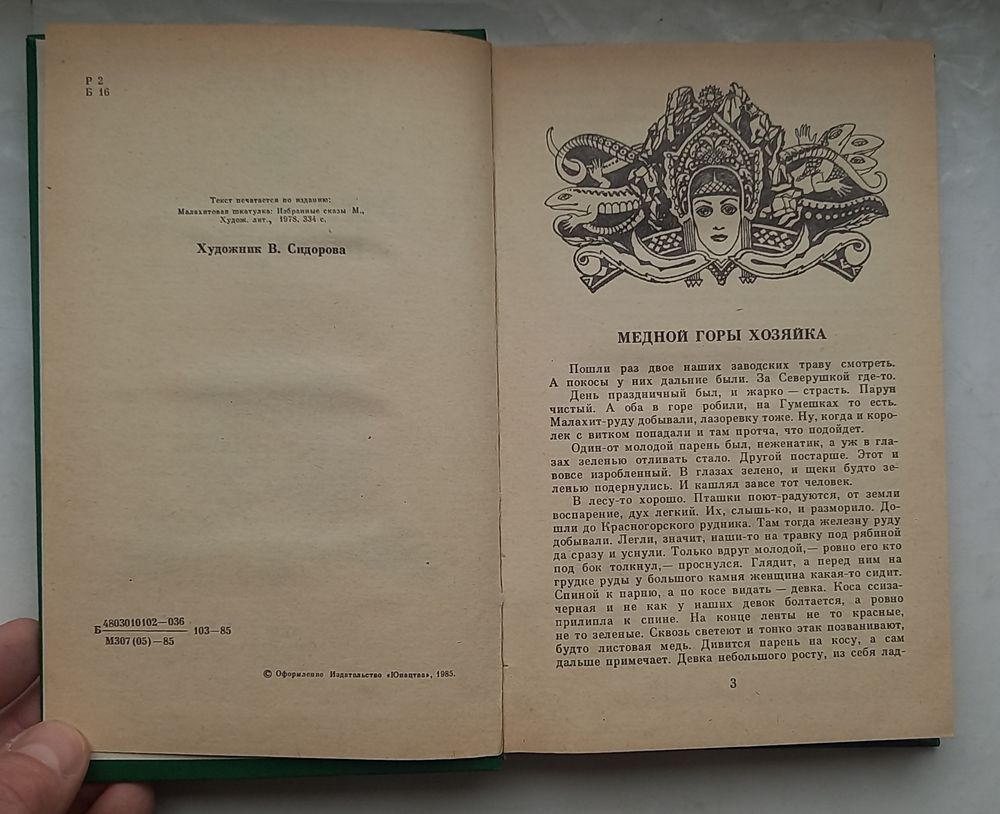 Р 2
Б 16
Текст печатается по изданию:
Малахитовая шкатулка: Избранные сказы М.,
Худож. лит., 1978, 334 с.
Художник В. Сидорова
Б 4803010102—036
М307 (05)—85
103—85
© Оформление Издательство «Юнацтва», 1985.
МЕДНОЙ ГОРЫ ХОЗЯЙКА
Пошли раз двое наших заводских траву смотреть.
А покосы у них дальние были. За Северушкой где-то.
День праздничный был, и жарко — страсть. Парун
чистый. А оба в горе робили, на Гумешках то есть.
Малахит-руду добывали, лазоревку тоже. Ну, когда и коро-
лек с витком попадали и там протча, что подойдет.
Один-от молодой парень был, неженатик, а уж в гла-
зах зеленью отливать стало. Другой постарше. Этот и
вовсе изробленный. В глазах зелено, и щеки будто зе-
ленью подернулись. И кашлял завсе тот человек.
В лесу-то хорошо. Пташки поют-радуются, от земли
воспарение, дух легкий. Их, слышь-ко, и разморило. До-
шли до Красногорского рудника. Там тогда железну руду
добывали. Легли, значит, наши-то на травку под рябиной
да сразу и уснули. Только вдруг молодой,— ровно его кто
под бок толкнул,— проснулся. Глядит, а перед ним на
грудке руды у большого камня женщина какая-то сидит.
Спиной к парню, а по косе видать — девка. Коса ссиза-
черная и не как у наших девок болтается, а ровно
прилипла к спине. На конце ленты не то красные,
не то зеленые. Сквозь светеют и тонко этак позванивают,
будто листовая медь. Дивится парень на косу, а сам
дальше примечает. Девка небольшого росту, из себя лад-
3